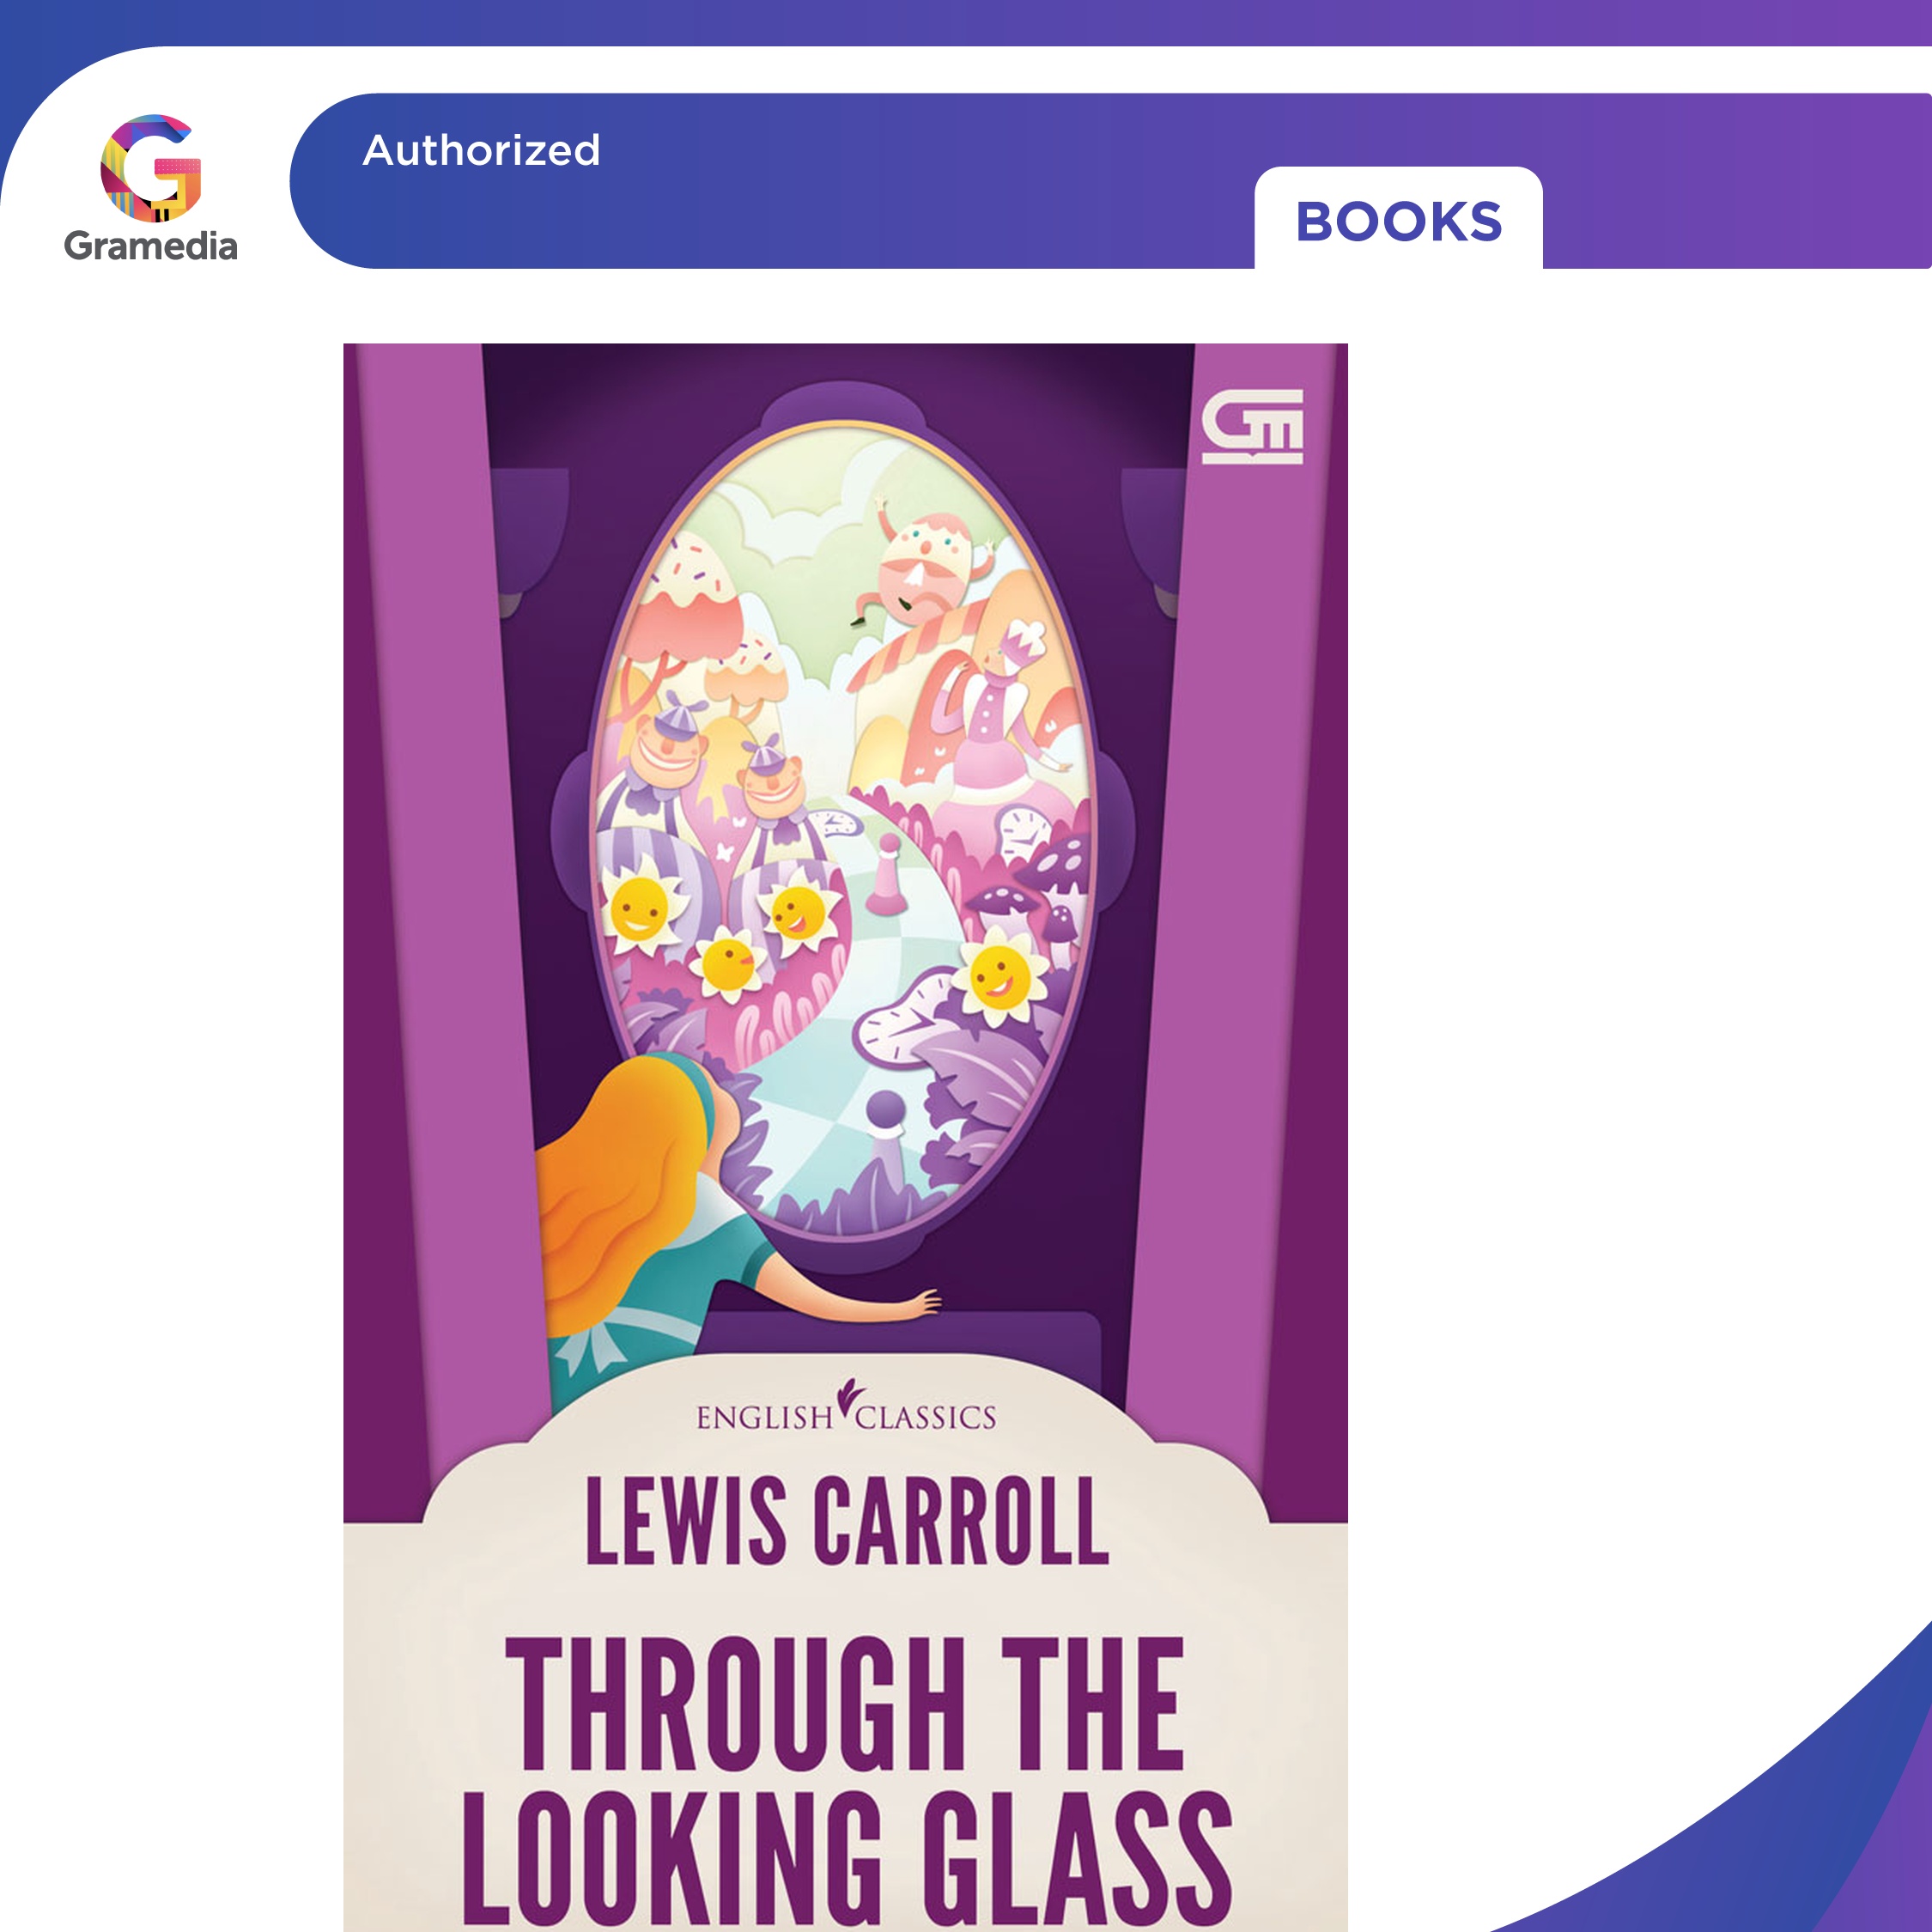 Gramedia
Authorized
BOOKS
ENGLISH CLASSICS
LEWIS CARROLL
THROUGH THE
LOOKING GLASS